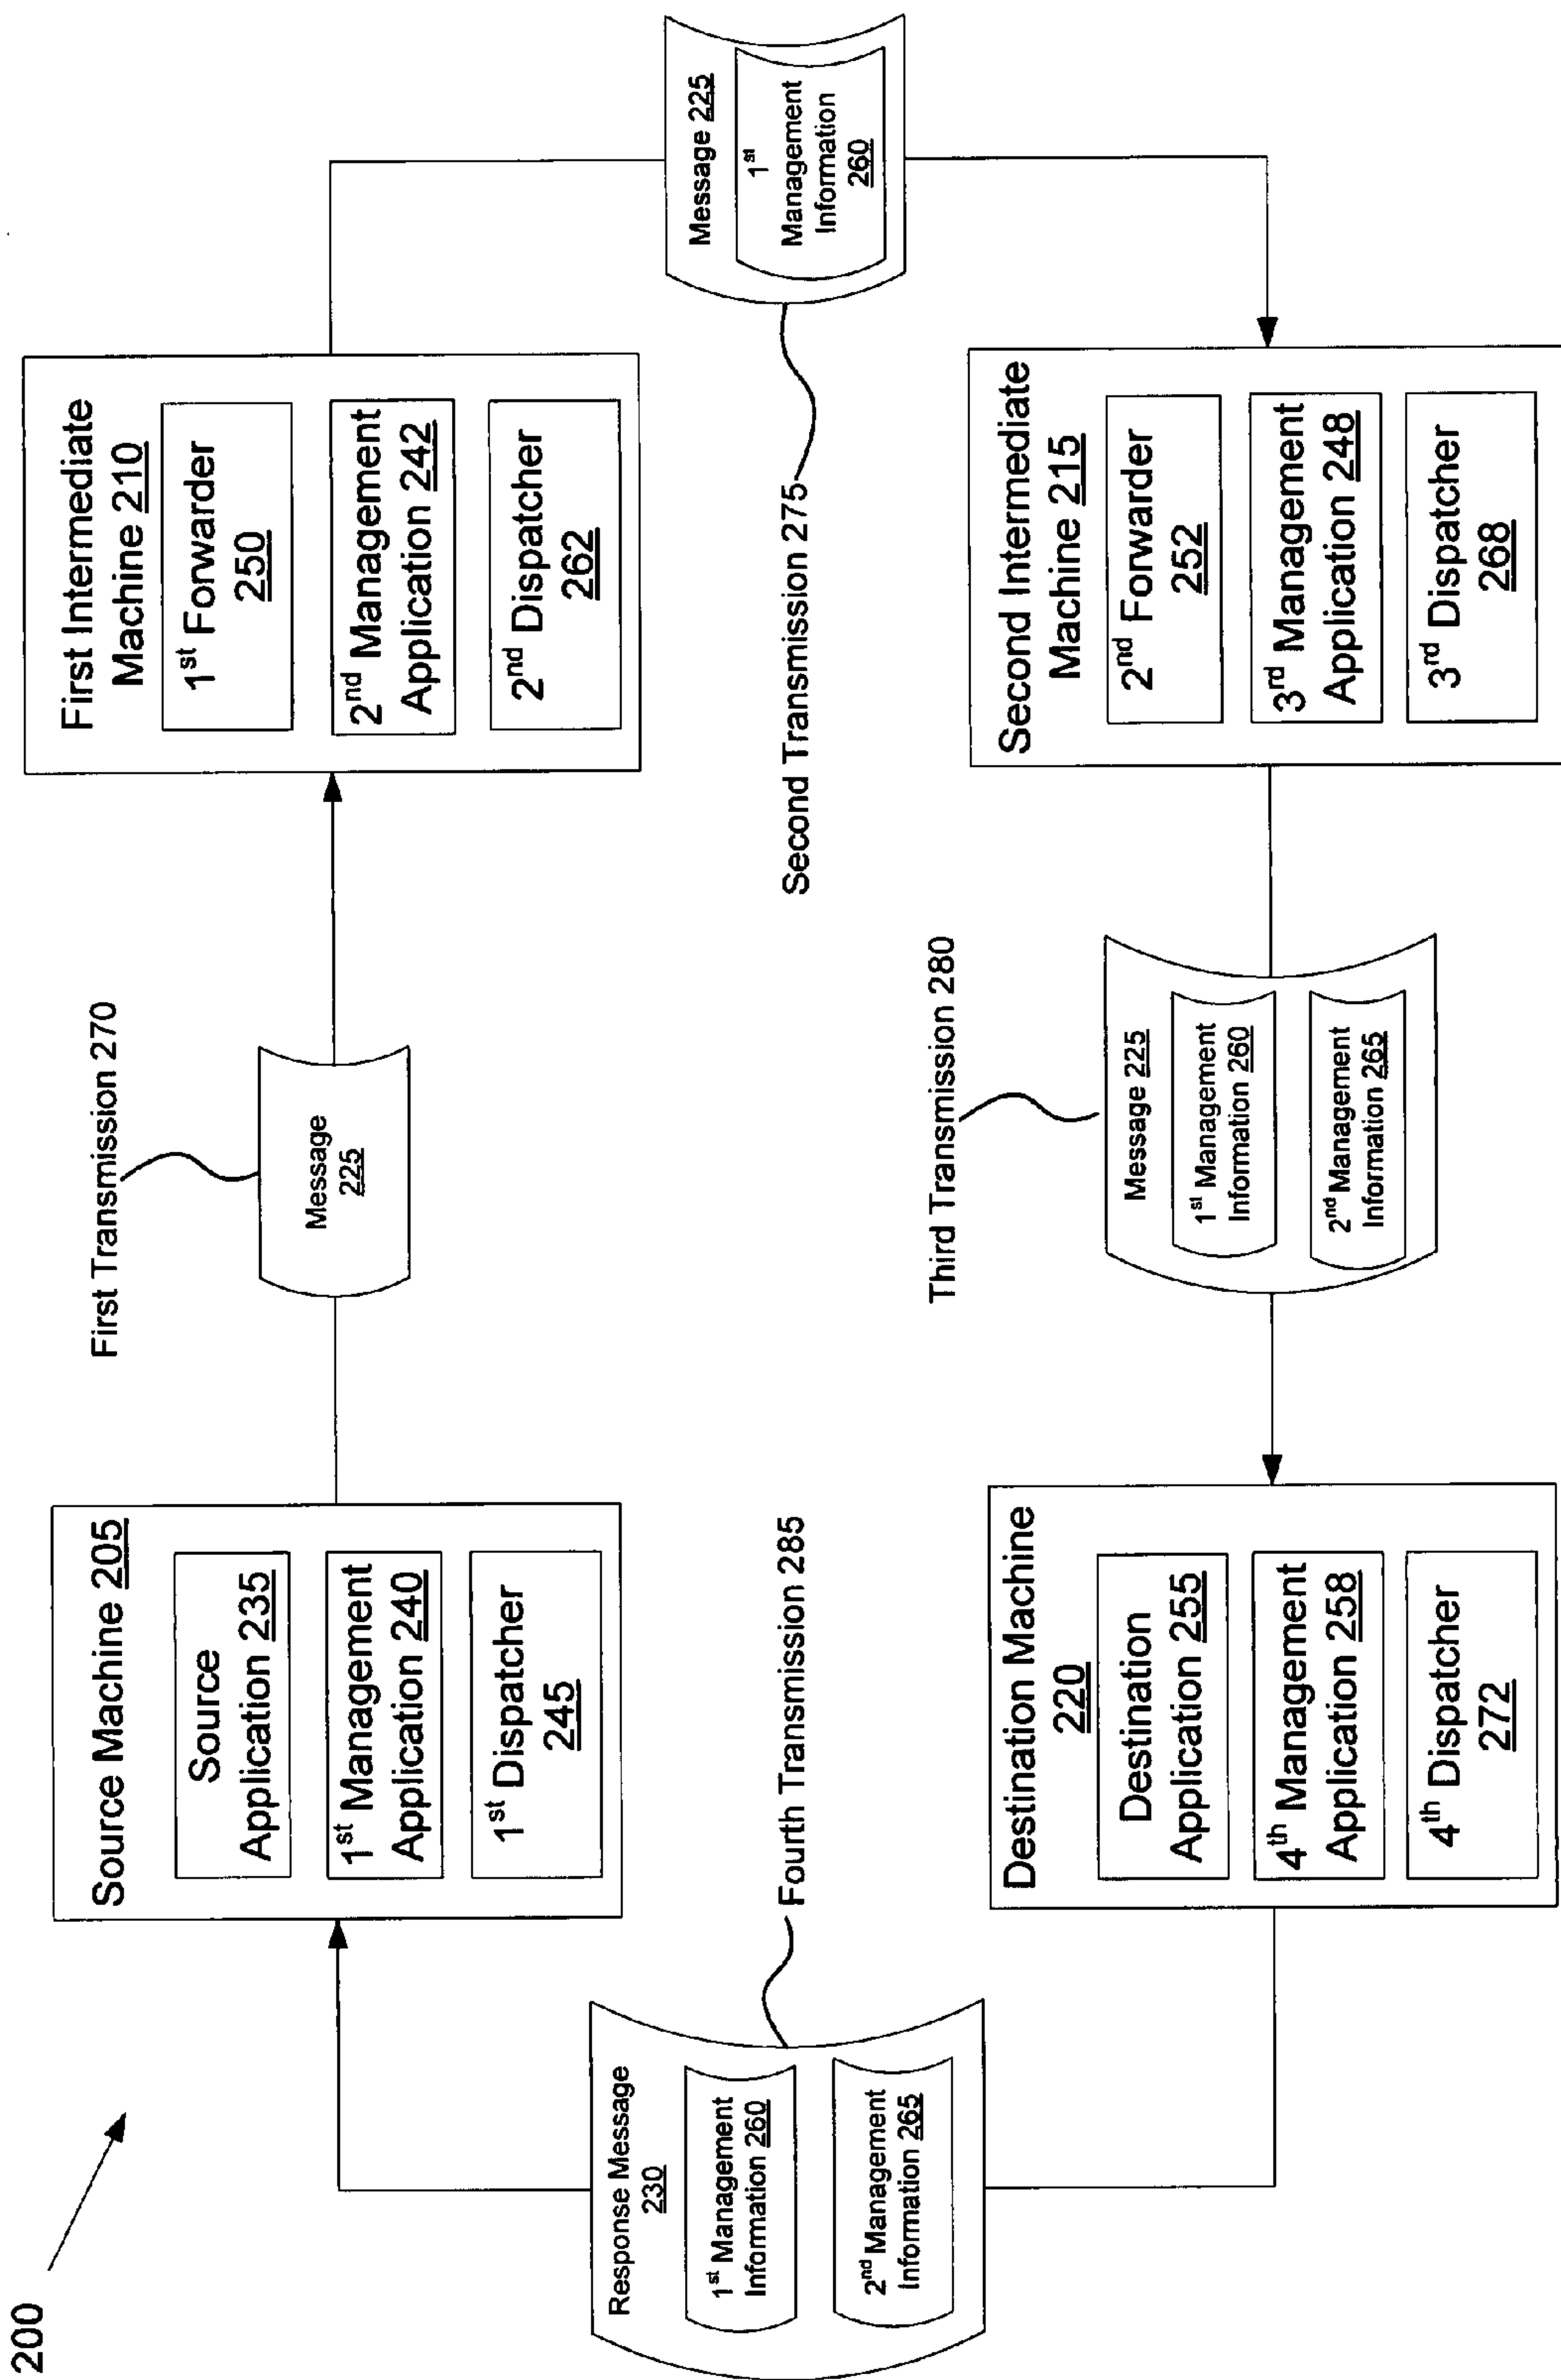 200
Source Machine 205
Source
Application 235
1st Management
Application 240
1st Dispatcher
245
First Transmission 270
Message
225
First Intermediate
Machine 210
1st Forwarder
250
2nd Management
Application 242
2nd Dispatcher
262
Message 225
1st
Management
Information
260
Second Transmission 275
Second Intermediate
Machine 215
2nd Forwarder
252
3rd Management
Application 248
3rd Dispatcher
268
Third Transmission 280
Message 225
1st Management
Information 260
2nd Management
Information 265
Destination Machine
220
Destination
Application 255
4th Management
Application 258
4th Dispatcher
272
Fourth Transmission 285
Response Message
230
1st Management
Information 260
2nd Management
Information 265